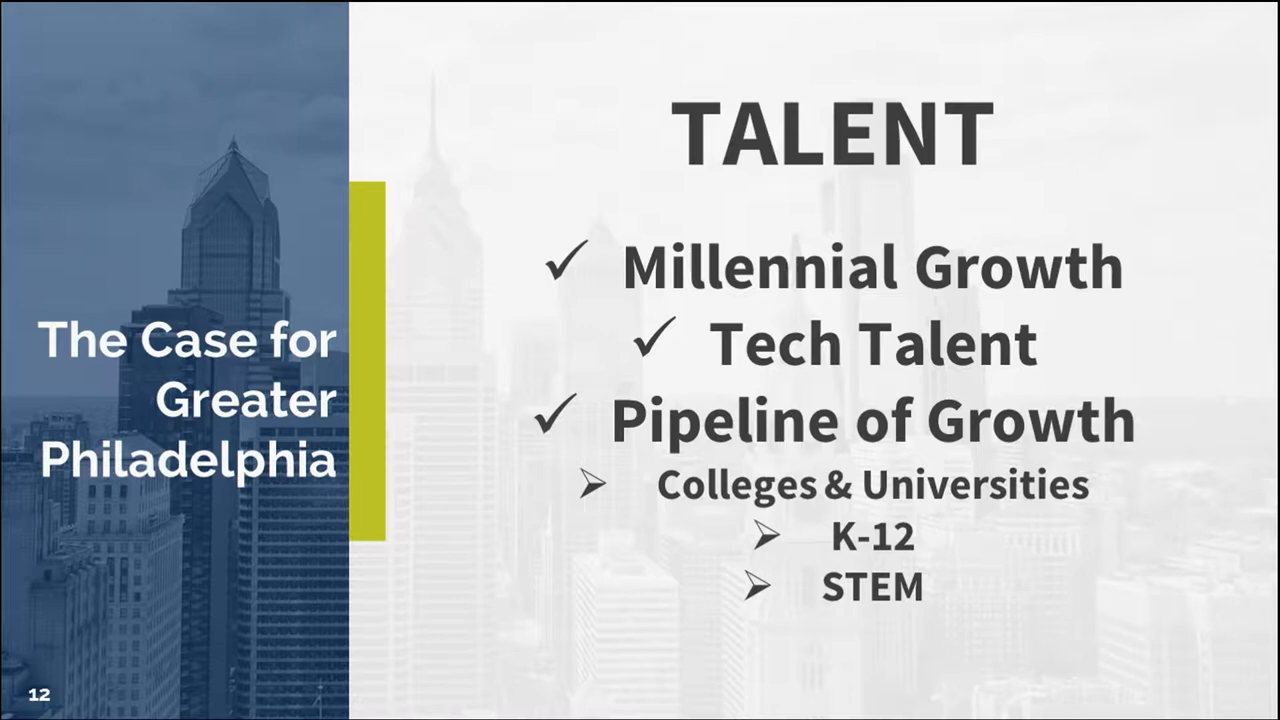 The Case for
Greater
Philadelphia
12
TALENT
✓ Millennial Growth
✓ Tech Talent
✓ Pipeline of Growth
➢ Colleges & Universities
➢ K-12
➢ STEM